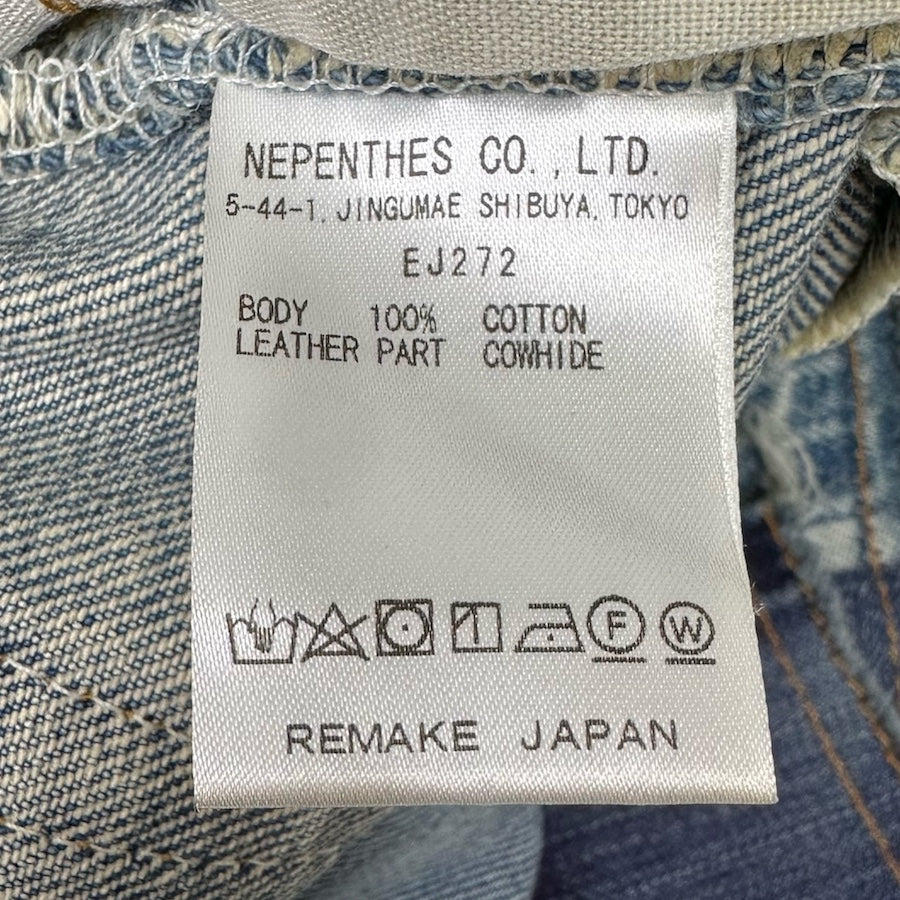 NEPENTHES CO., LTD.
5-44-1, JINGUMAE SHIBUYA, TOKYO
EJ272
BODY 100% COTTON
LEATHER PART COWHIDE
F W
REMAKE JAPAN